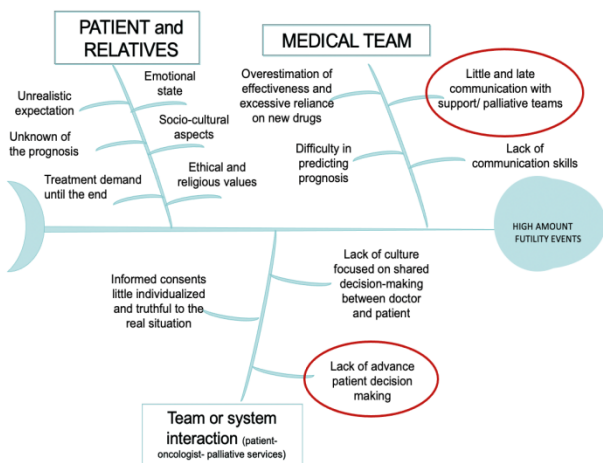 PATIENT and
RELATIVES
MEDICAL TEAM
Unrealistic
expectation
Unknown of
the prognosis
Treatment demand
until the end
Emotional
state
Socio-cultural
aspects
Ethical and
religious values
Overestimation of
effectiveness and
excessive reliance
on new drugs
Difficulty in
predicting
prognosis
Little and late
communication with
support/ palliative teams
Lack of
communication skills
HIGH AMOUNT
FUTILITY EVENTS
Informed consents
little individualized
and truthful to the
real situation
Lack of culture
focused on shared
decision-making
between doctor
and patient
Lack of advance
patient decision
making
Team or system
interaction (patient-
oncologist- palliative services)